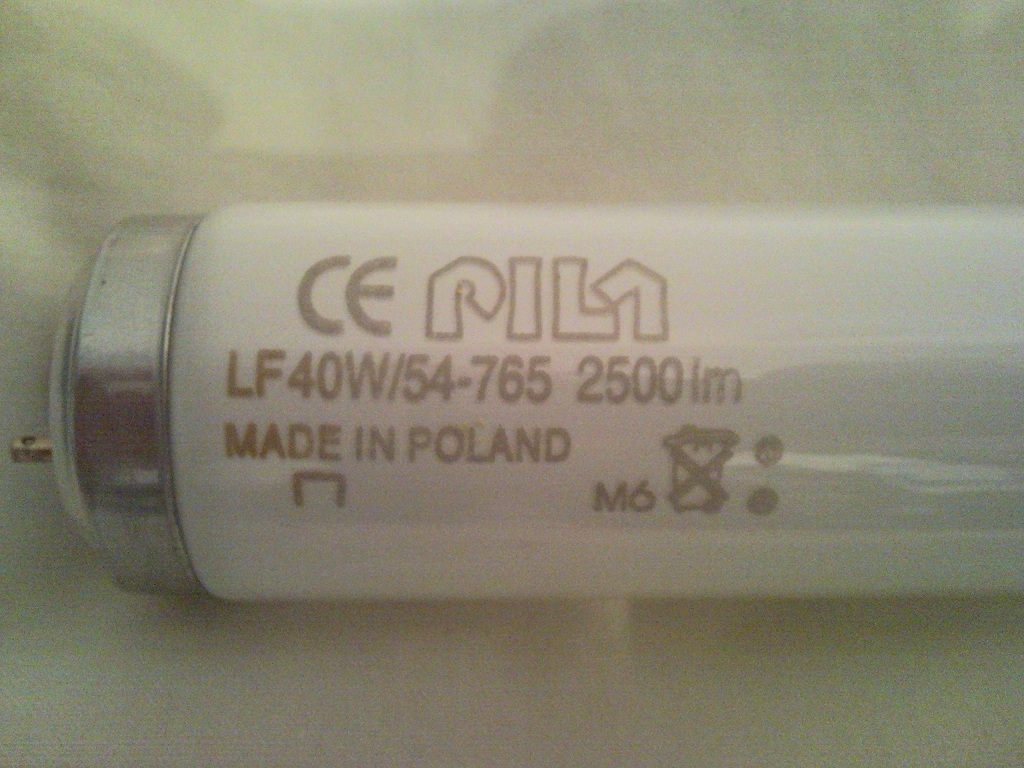 CE PILA
LF40W/54-765 2500lm
MADE IN POLAND
M6